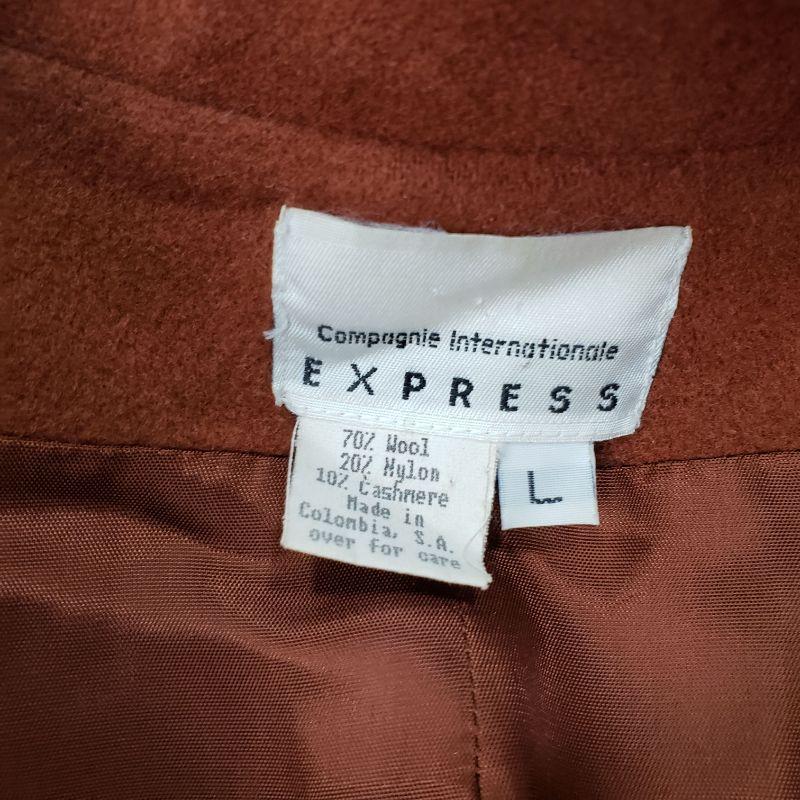 Compagnie Internationale
EXPRESS
70% Wool
20% Nylon
10% Cashmere
Made in
Colombia, S.A.
over for care
L